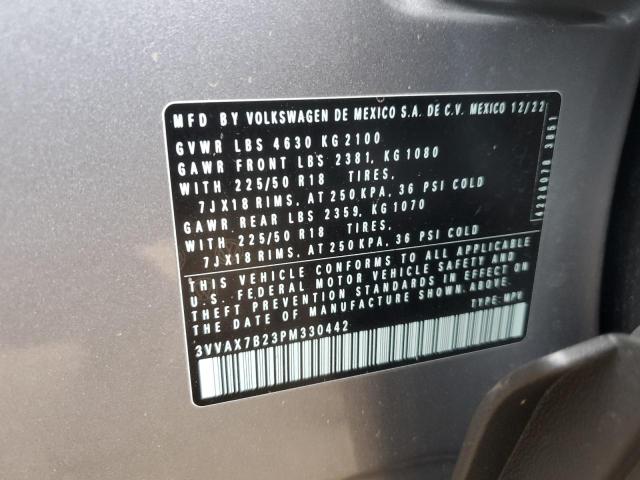 MFD BY VOLKSWAGEN DE MEXICO S.A. DE C.V. MEXICO 12/22
GVWR LBS 4630 KG 2100
GAWR FRONT LBS 2381, KG 1080
WITH 225/50 R18 TIRES,
7JX18 RIMS, AT 250 KPA, 36 PSI COLD
GAWR REAR LBS 2359, KG 1070
WITH 225/50 R18 TIRES,
7JX18 RIMS, AT 250 KPA, 36 PSI COLD
THIS VEHICLE CONFORMS TO ALL APPLICABLE
U.S. FEDERAL MOTOR VEHICLE SAFETY AND
THEFT PREVENTION STANDARDS IN EFFECT ON
THE DATE OF MANUFACTURE SHOWN ABOVE.
TYPE: MPV
3VVAX7B23PM330442